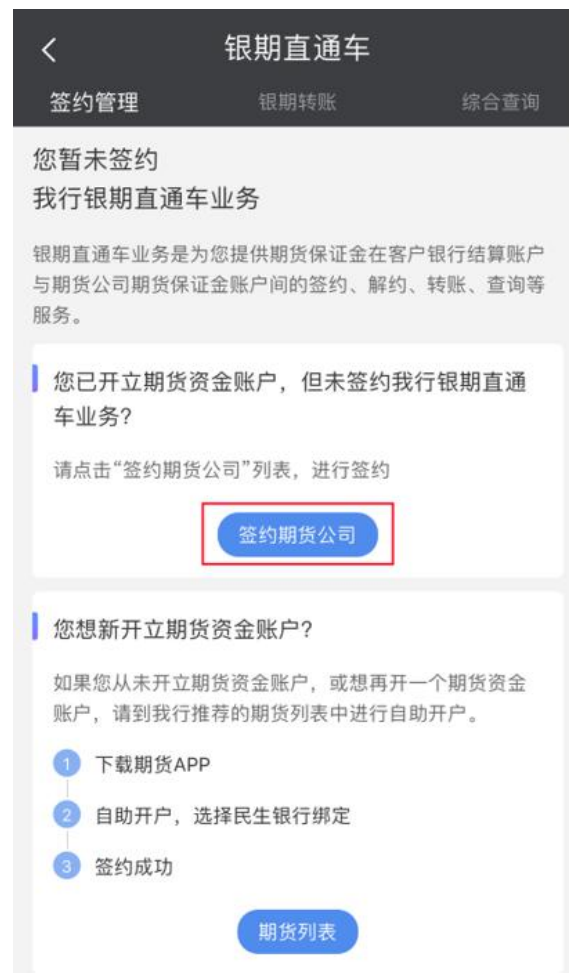 银期直通车
签约管理 银期转账 综合查询
您暂未签约
我行银期直通车业务
银期直通车业务是为您提供期货保证金在客户银行结算账户
与期货公司期货保证金账户间的签约、解约、转账、查询等
服务。
您已开立期货资金账户，但未签约我行银期直通
车业务?
请点击“签约期货公司”列表，进行签约
签约期货公司
您想新开立期货资金账户?
如果您从未开立期货资金账户，或想再开一个期货资金
账户，请到我行推荐的期货列表中进行自助开户。
1 下载期货APP
2 自助开户，选择民生银行绑定
3 签约成功
期货列表